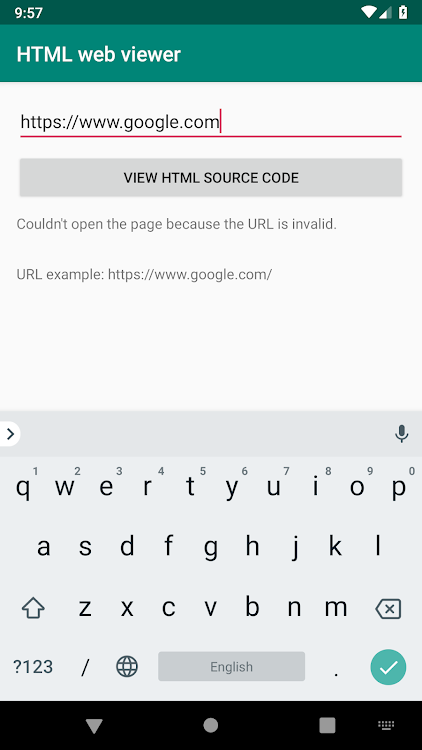 9:57
HTML web viewer
https://www.google.com
VIEW HTML SOURCE CODE
Couldn't open the page because the URL is invalid.
URL example: https://www.google.com/
1 2 3 4 5 6 7 8 9 0
q w e r t y u i o p
a s d f g h j k l
z x c v b n m
?123 / English .